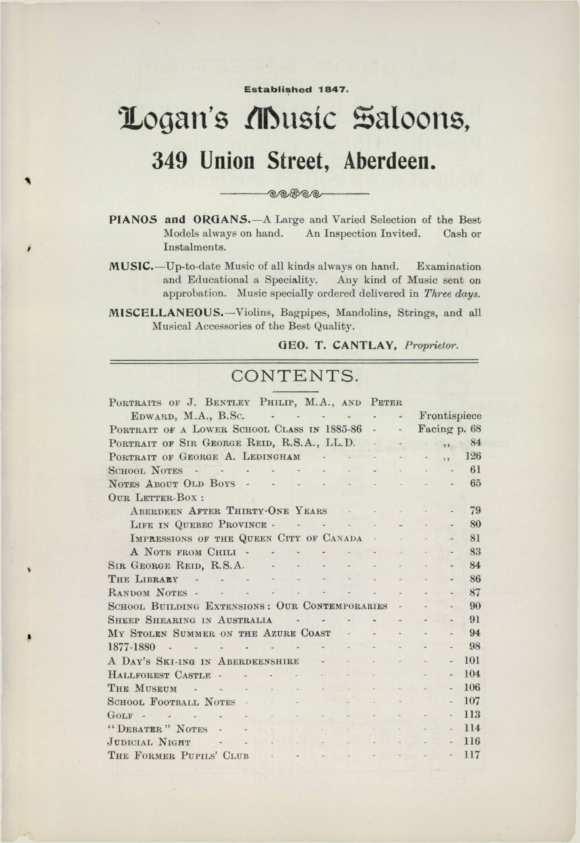 Established 1847.
Logan's Music Saloons,
349 Union Street, Aberdeen.
PIANOS and ORGANS.—A Large and Varied Selection of the Best
Models always on hand. An Inspection Invited. Cash or
Instalments.
MUSIC.—Up-to-date Music of all kinds always on hand. Examination
and Educational a Speciality. Any kind of Music sent on
approbation. Music specially ordered delivered in Three days.
MISCELLANEOUS.—Violins, Bagpipes, Mandolins, Strings, and all
Musical Accessories of the Best Quality.
GEO. T. CANTLAY, Proprietor.
CONTENTS.
Portraits of J. Bentley Philip, M.A., and Peter
Edward, M.A., B.Sc. - - - - - - Frontispiece
Portrait of a Lower School Class in 1885-86 - - Facing p. 68
Portrait of Sir George Reid, R.S.A., LL.D. - - ,, 84
Portrait of George A. Ledingham - - - - - ,, 126
School Notes - - - - - - - - - - - 61
Notes About Old Boys - - - - - - - - - 65
Our Letter-Box :
Aberdeen After Thirty-One Years - - - - - 79
Life in Quebec Province - - - - - - - - 80
Impressions of the Queen City of Canada - - - - 81
A Note from Chili - - - - - - - - - 83
Sir George Reid, R.S.A. - - - - - - - - 84
The Library - - - - - - - - - - - 86
Random Notes - - - - - - - - - - - 87
School Building Extensions: Our Contemporaries - - - 90
Sheep Shearing in Australia - - - - - - - 91
My Stolen Summer on the Azure Coast - - - - - 94
1877-1880 - - - - - - - - - - - - 98
A Day's Ski-ing in Aberdeenshire - - - - - - 101
Hallforest Castle - - - - - - - - - - 104
The Museum - - - - - - - - - - - 106
School Football Notes - - - - - - - - - 107
Golf - - - - - - - - - - - - - 113
"Debater" Notes - - - - - - - - - - 114
Judicial Night - - - - - - - - - - 116
The Former Pupils' Club - - - - - - - - 117